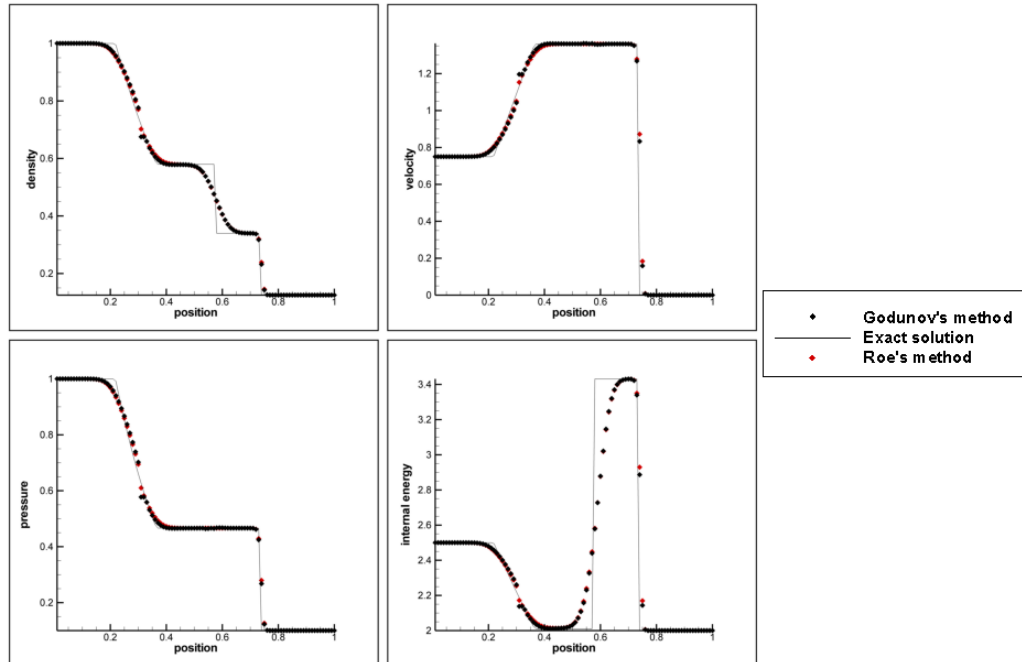 1
0.8
0.6
0.4
0.2
density
0.2 0.4 0.6 0.8 1
position
1.2
1
0.8
0.6
0.4
0.2
0
velocity
0.2 0.4 0.6 0.8 1
position
1
0.8
0.6
0.4
0.2
pressure
0.2 0.4 0.6 0.8 1
position
3.4
3.2
3
2.8
2.6
2.4
2.2
2
internal energy
0.2 0.4 0.6 0.8 1
position
Godunov's method
Exact solution
Roe's method